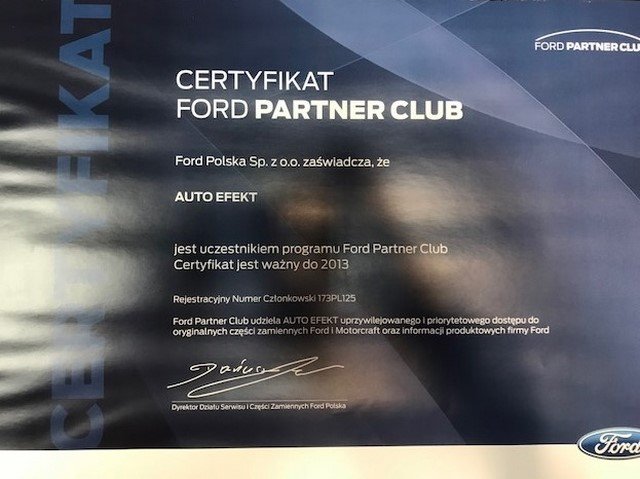 CERTYFIKAT
FORD PARTNER CLU
CERTYFIKAT
FORD PARTNER CLUB
Ford Polska Sp. z o.o. zaświadcza, że
AUTO EFEKT
jest uczestnikiem programu Ford Partner Club
Certyfikat jest ważny do 2013
Rejestracyjny Numer Członkowski 173PL125
Ford Partner Club udziela AUTO EFEKT uprzywilejowanego i priorytetowego dostępu do
oryginalnych części zamiennych Ford i Motorcraft oraz informacji produktowych firmy Ford
Dyrektor Działu Serwisu i Części Zamiennych Ford Polska
Ford